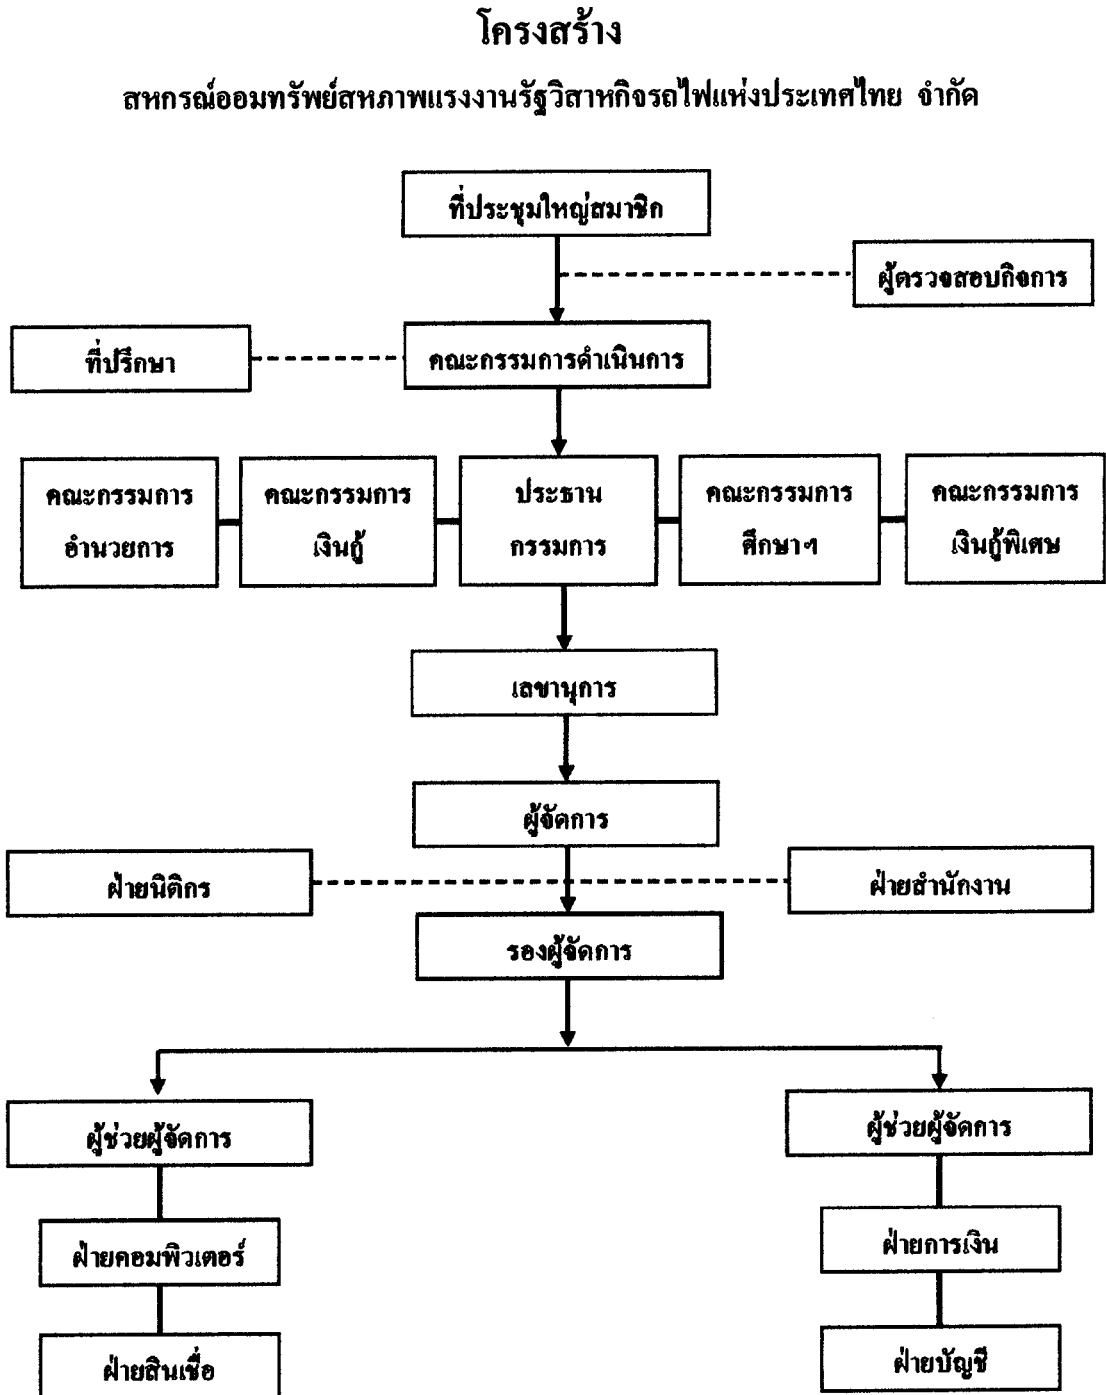 โครงสร้าง
สหกรณ์ออมทรัพย์สหภาพแรงงานรัฐวิสาหกิจรถไฟแห่งประเทศไทย จำกัด
ที่ประชุมใหญ่สมาชิก
ผู้ตรวจสอบกิจการ
ที่ปรึกษา
คณะกรรมการดำเนินการ
คณะกรรมการ
อำนวยการ
คณะกรรมการ
เงินกู้
ประธาน
กรรมการ
คณะกรรมการ
ศึกษาฯ
คณะกรรมการ
เงินกู้พิเศษ
เลขานุการ
ผู้จัดการ
ฝ่ายนิติกร
ฝ่ายสำนักงาน
รองผู้จัดการ
ผู้ช่วยผู้จัดการ
ผู้ช่วยผู้จัดการ
ฝ่ายคอมพิวเตอร์
ฝ่ายการเงิน
ฝ่ายสินเชื่อ
ฝ่ายบัญชี